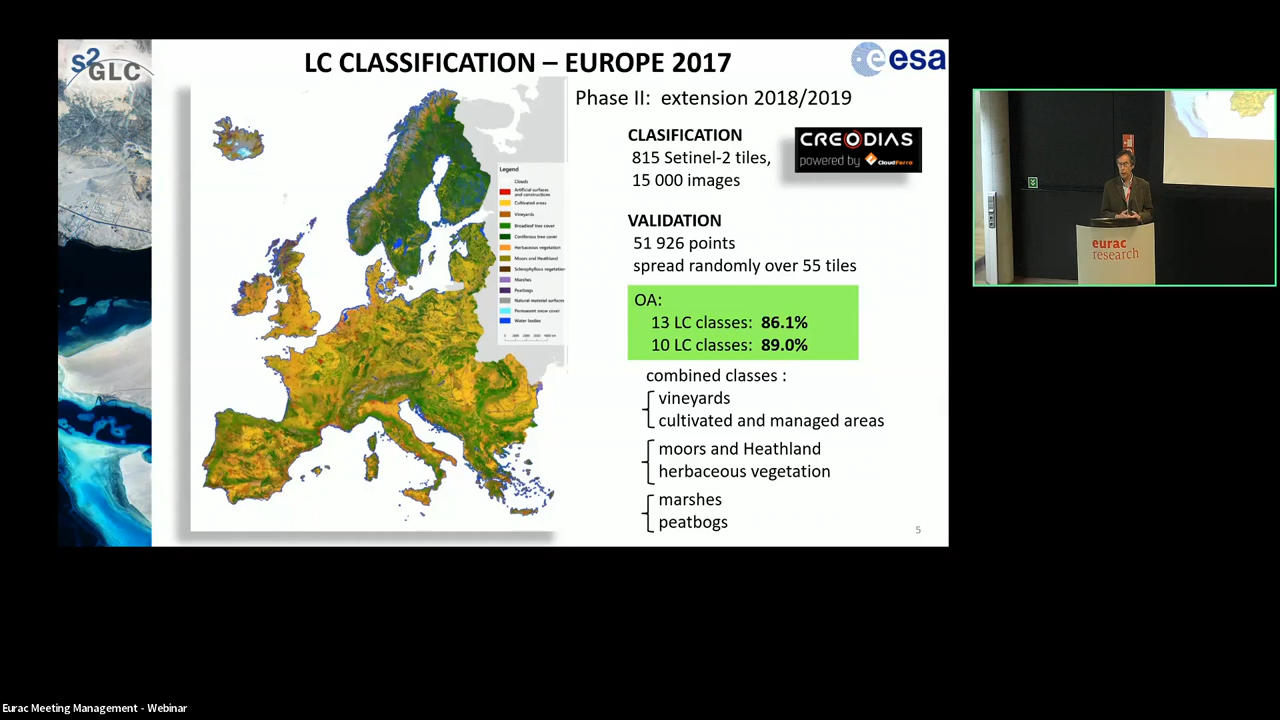 S2
GLC
LC CLASSIFICATION – EUROPE 2017
esa
Phase II: extension 2018/2019
CLASIFICATION
815 Setinel-2 tiles,
15 000 images
CREODIAS
powered by CloudFerro
VALIDATION
51 926 points
spread randomly over 55 tiles
OA:
13 LC classes: 86.1%
10 LC classes: 89.0%
combined classes :
vineyards
cultivated and managed areas
moors and Heathland
herbaceous vegetation
marshes
peatbogs
5
Legend
Clouds
Artificial surfaces
and constructions
Cultivated areas
Vineyards
Broadleaf tree cover
Coniferous tree cover
Herbaceous vegetation
Moors and Heathland
Sclerophyllous vegetation
Marshes
Peatbogs
Natural material surfaces
Permanent snow cover
Water bodies
eurac
research
Eurac Meeting Management - Webinar